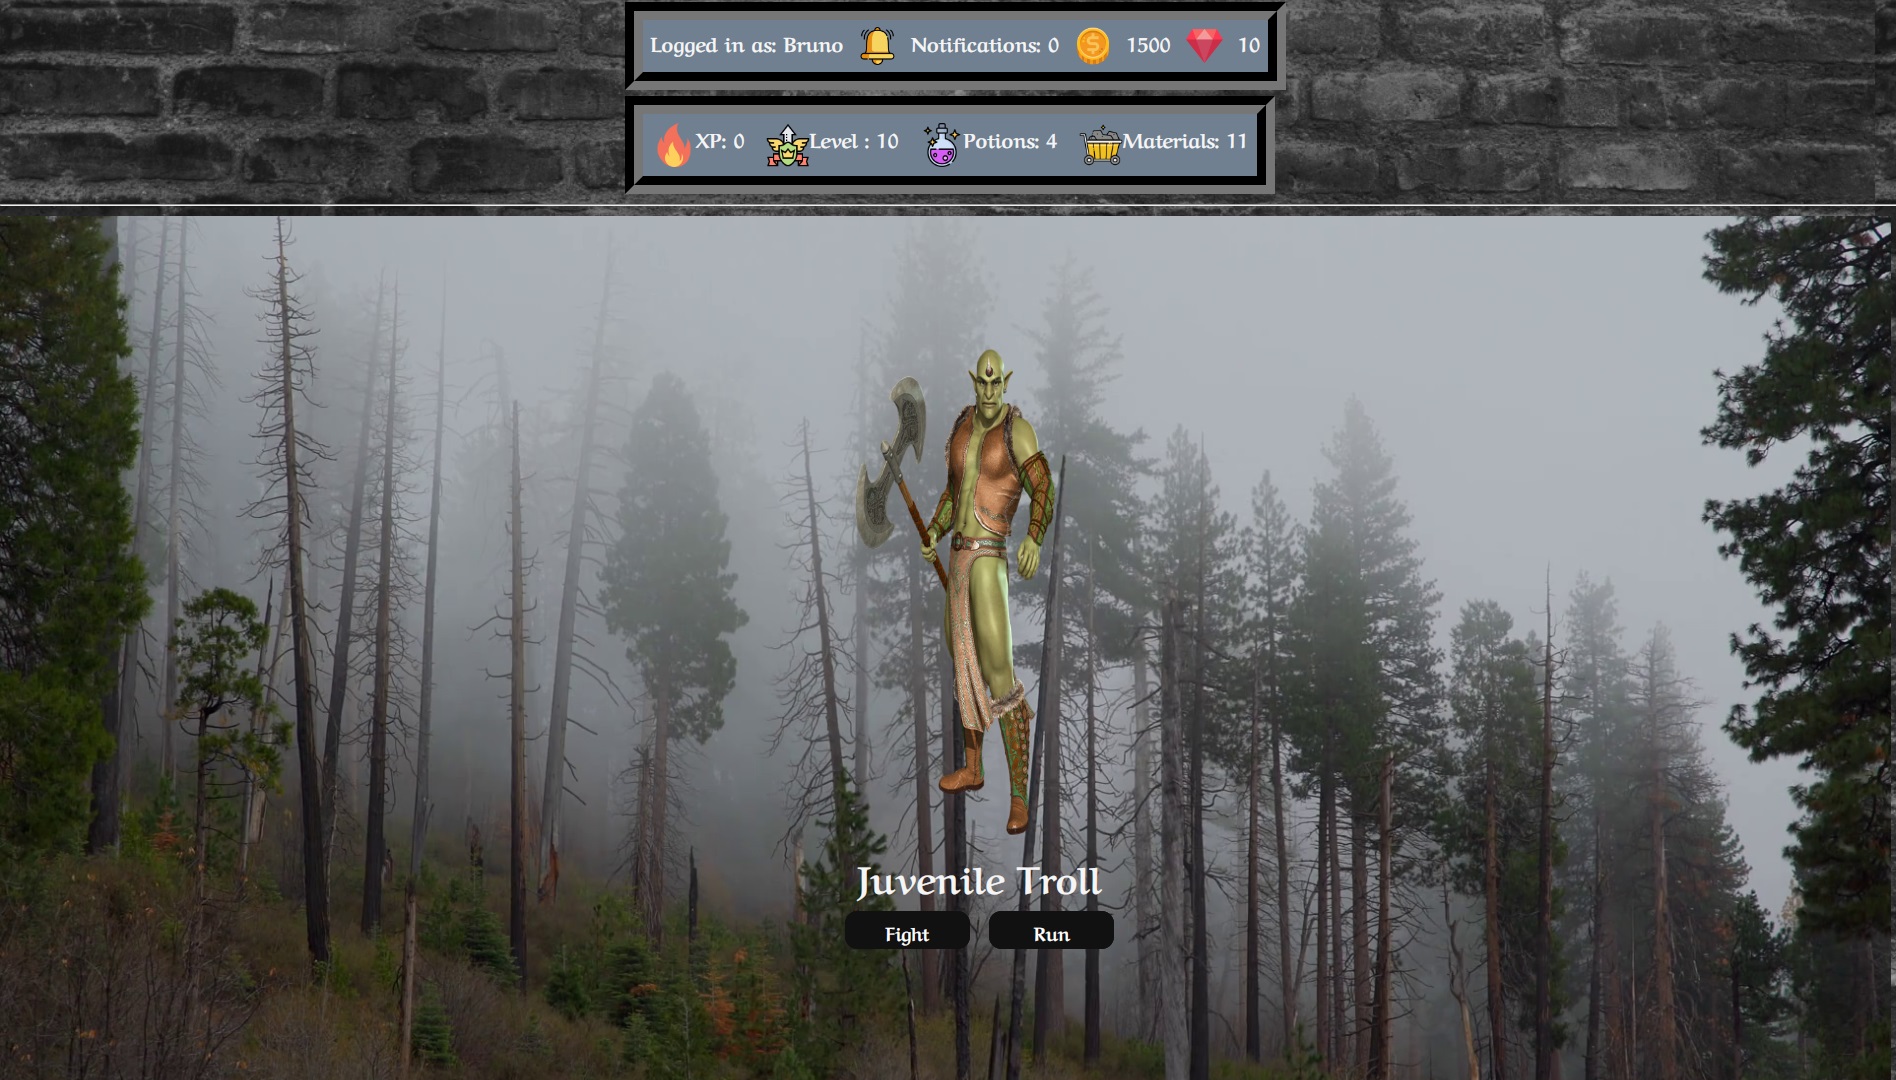 Logged in as: Bruno Notifications: 0 1500 10
XP: 0 Level : 10 Potions: 4 Materials: 11
Juvenile Troll
Fight Run